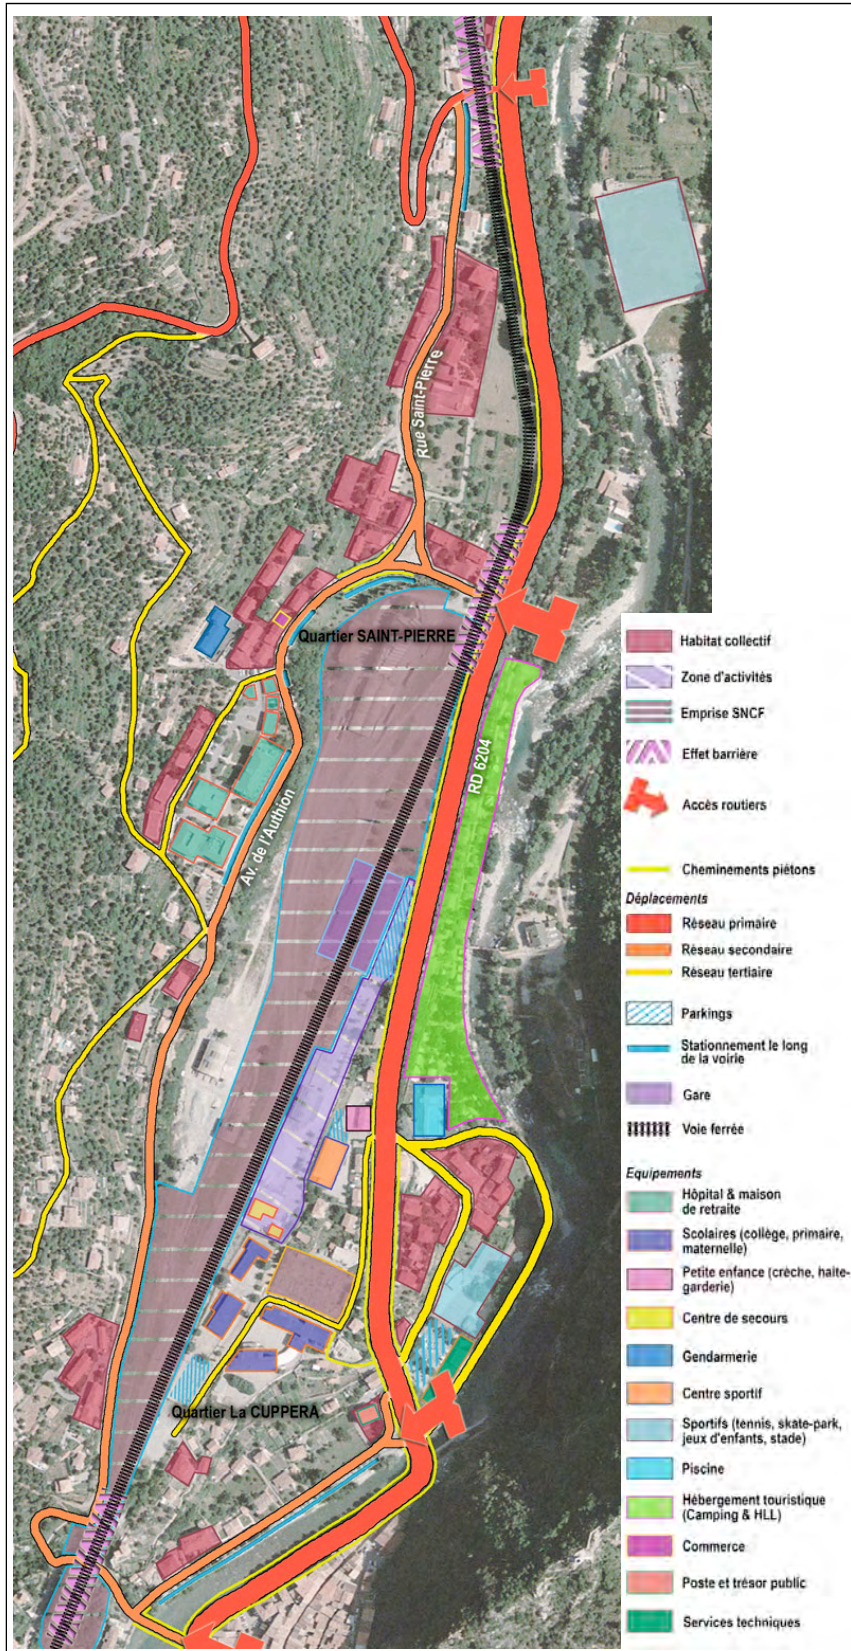 Rue Saint-Pierre
Quartier SAINT-PIERRE
RD 6204
Av. de l'Authion
Quartier La CUPPERA
Habitat collectif
Zone d'activités
Emprise SNCF
Effet barrière
Accès routiers
Cheminements piétons
Déplacements
Réseau primaire
Réseau secondaire
Réseau tertiaire
Parkings
Stationnement le long
de la voirie
Gare
Voie ferrée
Equipements
Hôpital & maison
de retraite
Scolaires (collège, primaire,
maternelle)
Petite enfance (crèche, halte-
garderie)
Centre de secours
Gendarmerie
Centre sportif
Sportifs (tennis, skate-park,
jeux d'enfants, stade)
Piscine
Hébergement touristique
(Camping & HLL)
Commerce
Poste et trésor public
Services techniques